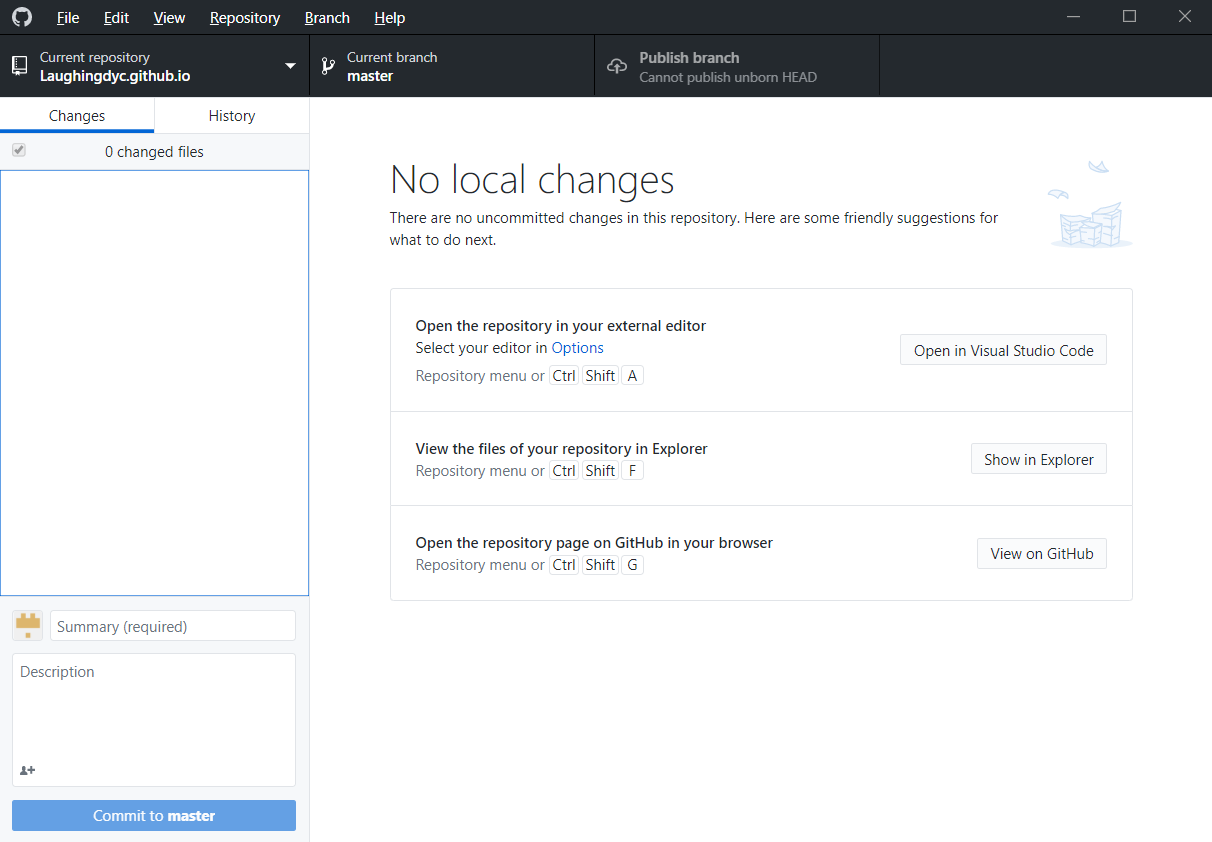 File Edit View Repository Branch Help
Current repository
Laughingdyc.github.io
Current branch
master
Publish branch
Cannot publish unborn HEAD
Changes
History
0 changed files
No local changes
There are no uncommitted changes in this repository. Here are some friendly suggestions for
what to do next.
Open the repository in your external editor
Select your editor in Options
Repository menu or Ctrl Shift A
Open in Visual Studio Code
View the files of your repository in Explorer
Repository menu or Ctrl Shift F
Show in Explorer
Open the repository page on GitHub in your browser
Repository menu or Ctrl Shift G
View on GitHub
Summary (required)
Description
Commit to master